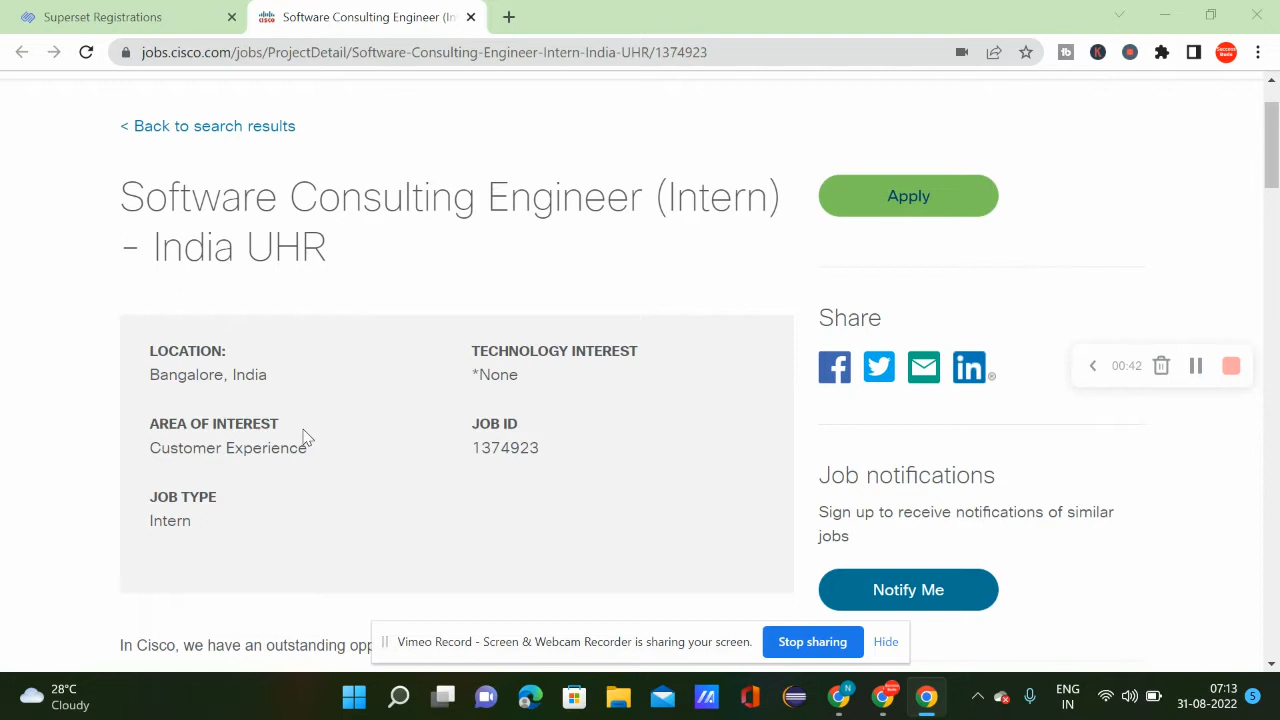 Superset Registrations
Software Consulting Engineer (In
jobs.cisco.com/jobs/ProjectDetail/Software-Consulting-Engineer-Intern-India-UHR/1374923
< Back to search results
Software Consulting Engineer (Intern)
- India UHR
Apply
LOCATION:
Bangalore, India
TECHNOLOGY INTEREST
*None
AREA OF INTEREST
Customer Experience
JOB ID
1374923
JOB TYPE
Intern
Share
00:42
Job notifications
Sign up to receive notifications of similar
jobs
Notify Me
In Cisco, we have an outstanding opp
Vimeo Record - Screen & Webcam Recorder is sharing your screen.
Stop sharing
Hide
28°C
Cloudy
ENG
IN
07:13
31-08-2022
5